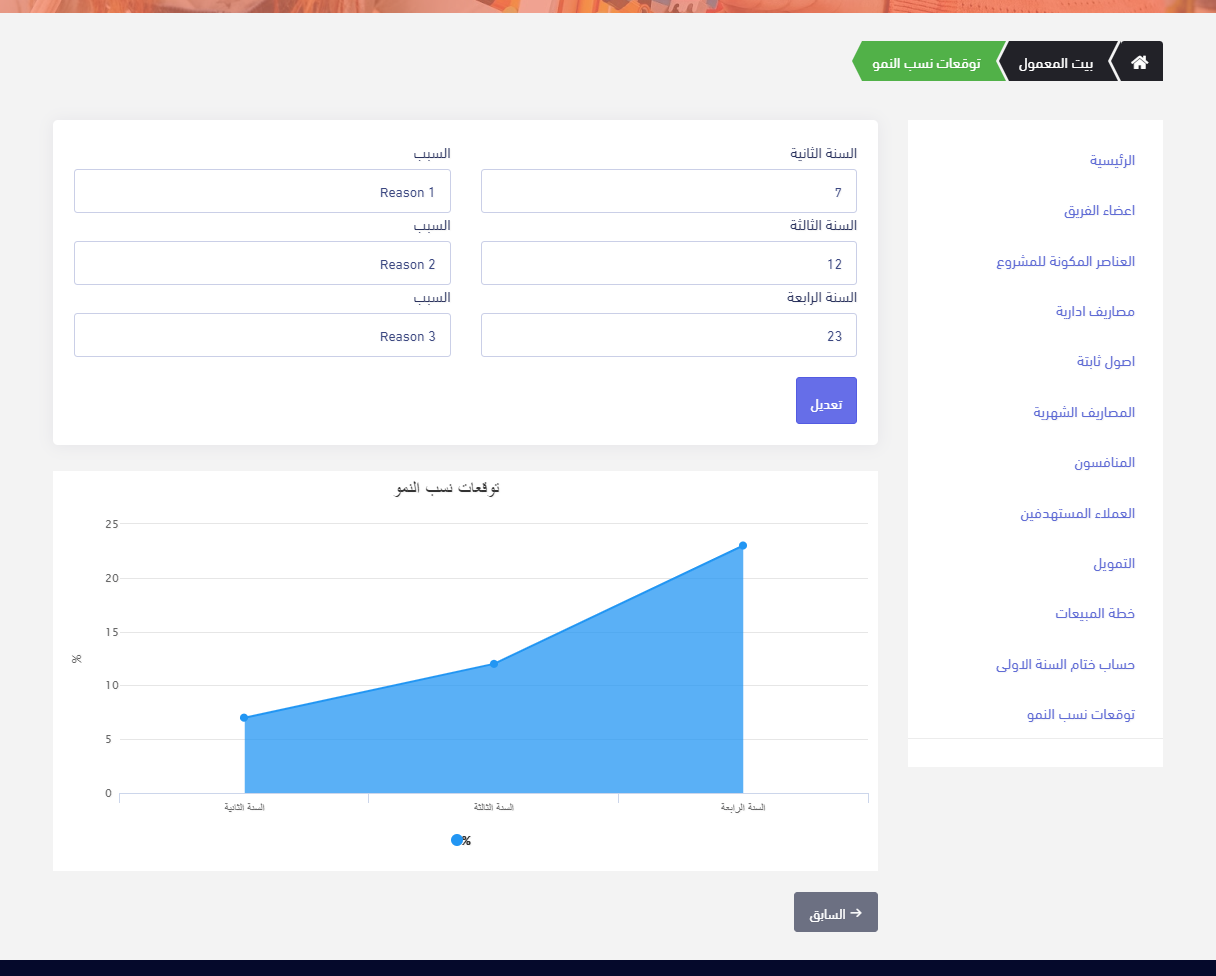 بيت المعمول
توقعات نسب النمو
الرئيسية
اعضاء الفريق
العناصر المكونة للمشروع
مصاريف ادارية
اصول ثابتة
المصاريف الشهرية
المنافسون
العملاء المستهدفين
التمويل
خطة المبيعات
حساب ختام السنة الاولى
توقعات نسب النمو
السنة الثانية
7
السبب
Reason 1
السنة الثالثة
12
السبب
Reason 2
السنة الرابعة
23
السبب
Reason 3
تعديل
توقعات نسب النمو
25
20
15
10
5
0
%
السنة الثانية
السنة الثالثة
السنة الرابعة
%
→ السابق